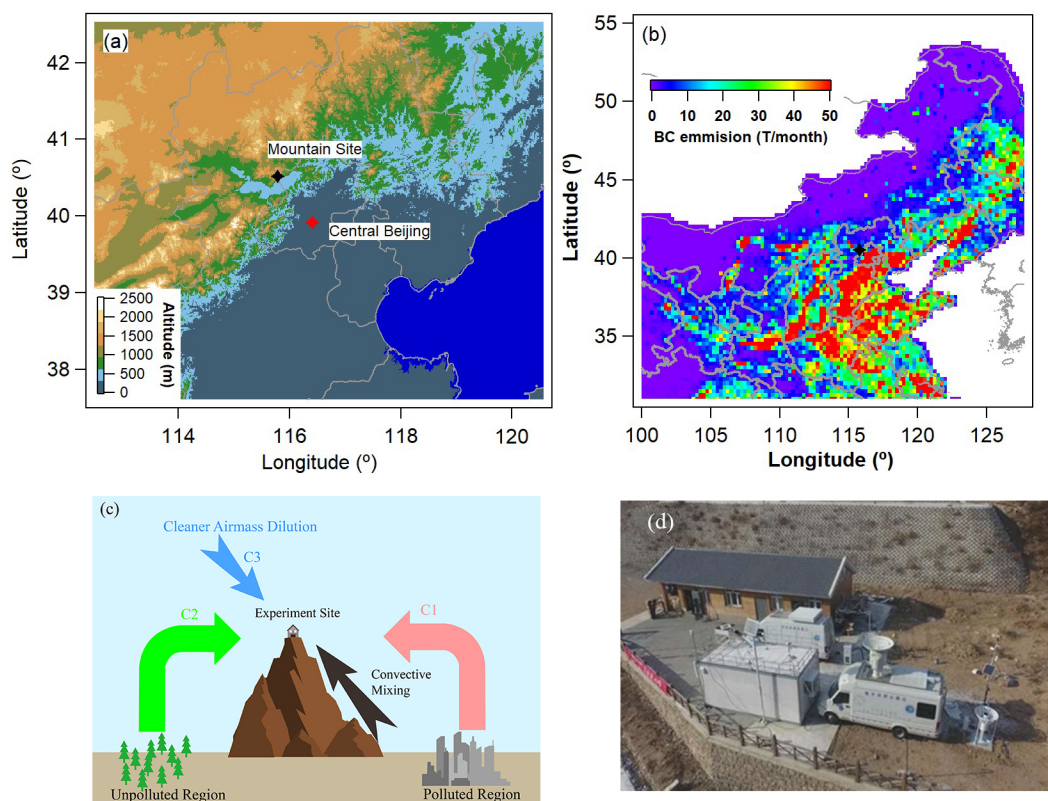 (a)
42
41
40
39
38
Latitude (º)
Mountain Site
Central Beijing
2500
2000
1500
1000
500
0
Altitude (m)
114
116
118
120
Longitude (º)
(b)
55
50
45
40
35
Latitude (º)
0 10 20 30 40 50
BC emmision (T/month)
100 105 110 115 120 125
Longitude (º)
(c)
Cleaner Airmass Dilution
C3
C2
Experiment Site
C1
Convective
Mixing
Unpolluted Region
Polluted Region
(d)